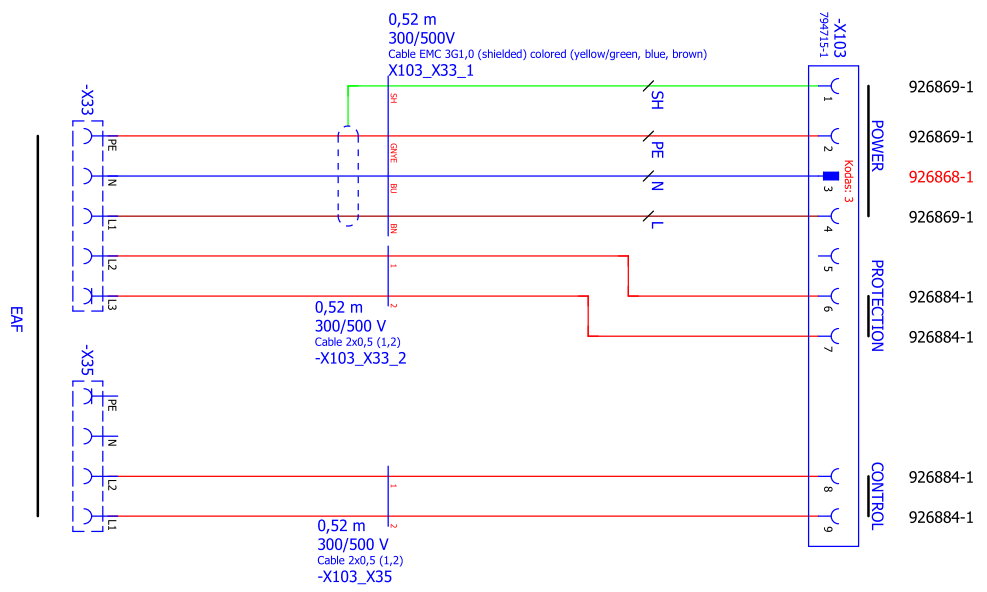 0,52 m
300/500V
Cable EMC 3G1,0 (shielded) colored (yellow/green, blue, brown)
X103_X33_1
-X103
794715-1
-X33
PE
N
L1
L2
L3
SH
GNYE
BU
BN
1
2
SH
PE
N
L
1
2
3
4
5
6
7
8
9
Kodas: 3
POWER
PROTECTION
CONTROL
926869-1
926869-1
926868-1
926869-1
926884-1
926884-1
926884-1
926884-1
0,52 m
300/500 V
Cable 2x0,5 (1,2)
-X103_X33_2
EAF
-X35
PE
N
L2
L1
1
2
0,52 m
300/500 V
Cable 2x0,5 (1,2)
-X103_X35